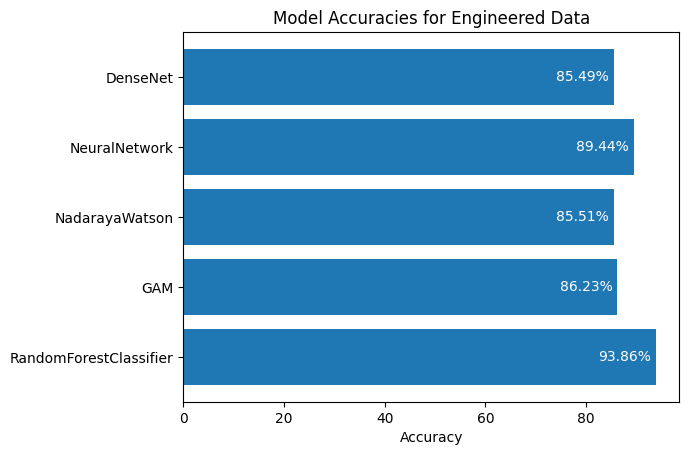 Model Accuracies for Engineered Data
DenseNet 85.49%
NeuralNetwork 89.44%
NadarayaWatson 85.51%
GAM 86.23%
RandomForestClassifier 93.86%
0 20 40 60 80
Accuracy